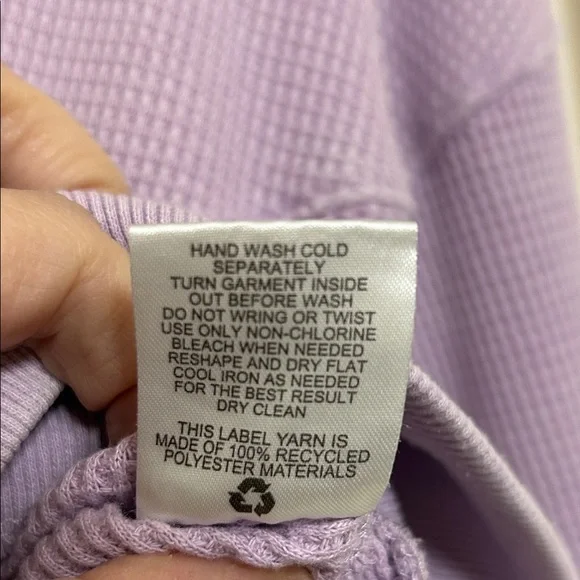 HAND WASH COLD
SEPARATELY
TURN GARMENT INSIDE
OUT BEFORE WASH
DO NOT WRING OR TWIST
USE ONLY NON-CHLORINE
BLEACH WHEN NEEDED
RESHAPE AND DRY FLAT
COOL IRON AS NEEDED
FOR THE BEST RESULT
DRY CLEAN
THIS LABEL YARN IS
MADE OF 100% RECYCLED
POLYESTER MATERIALS